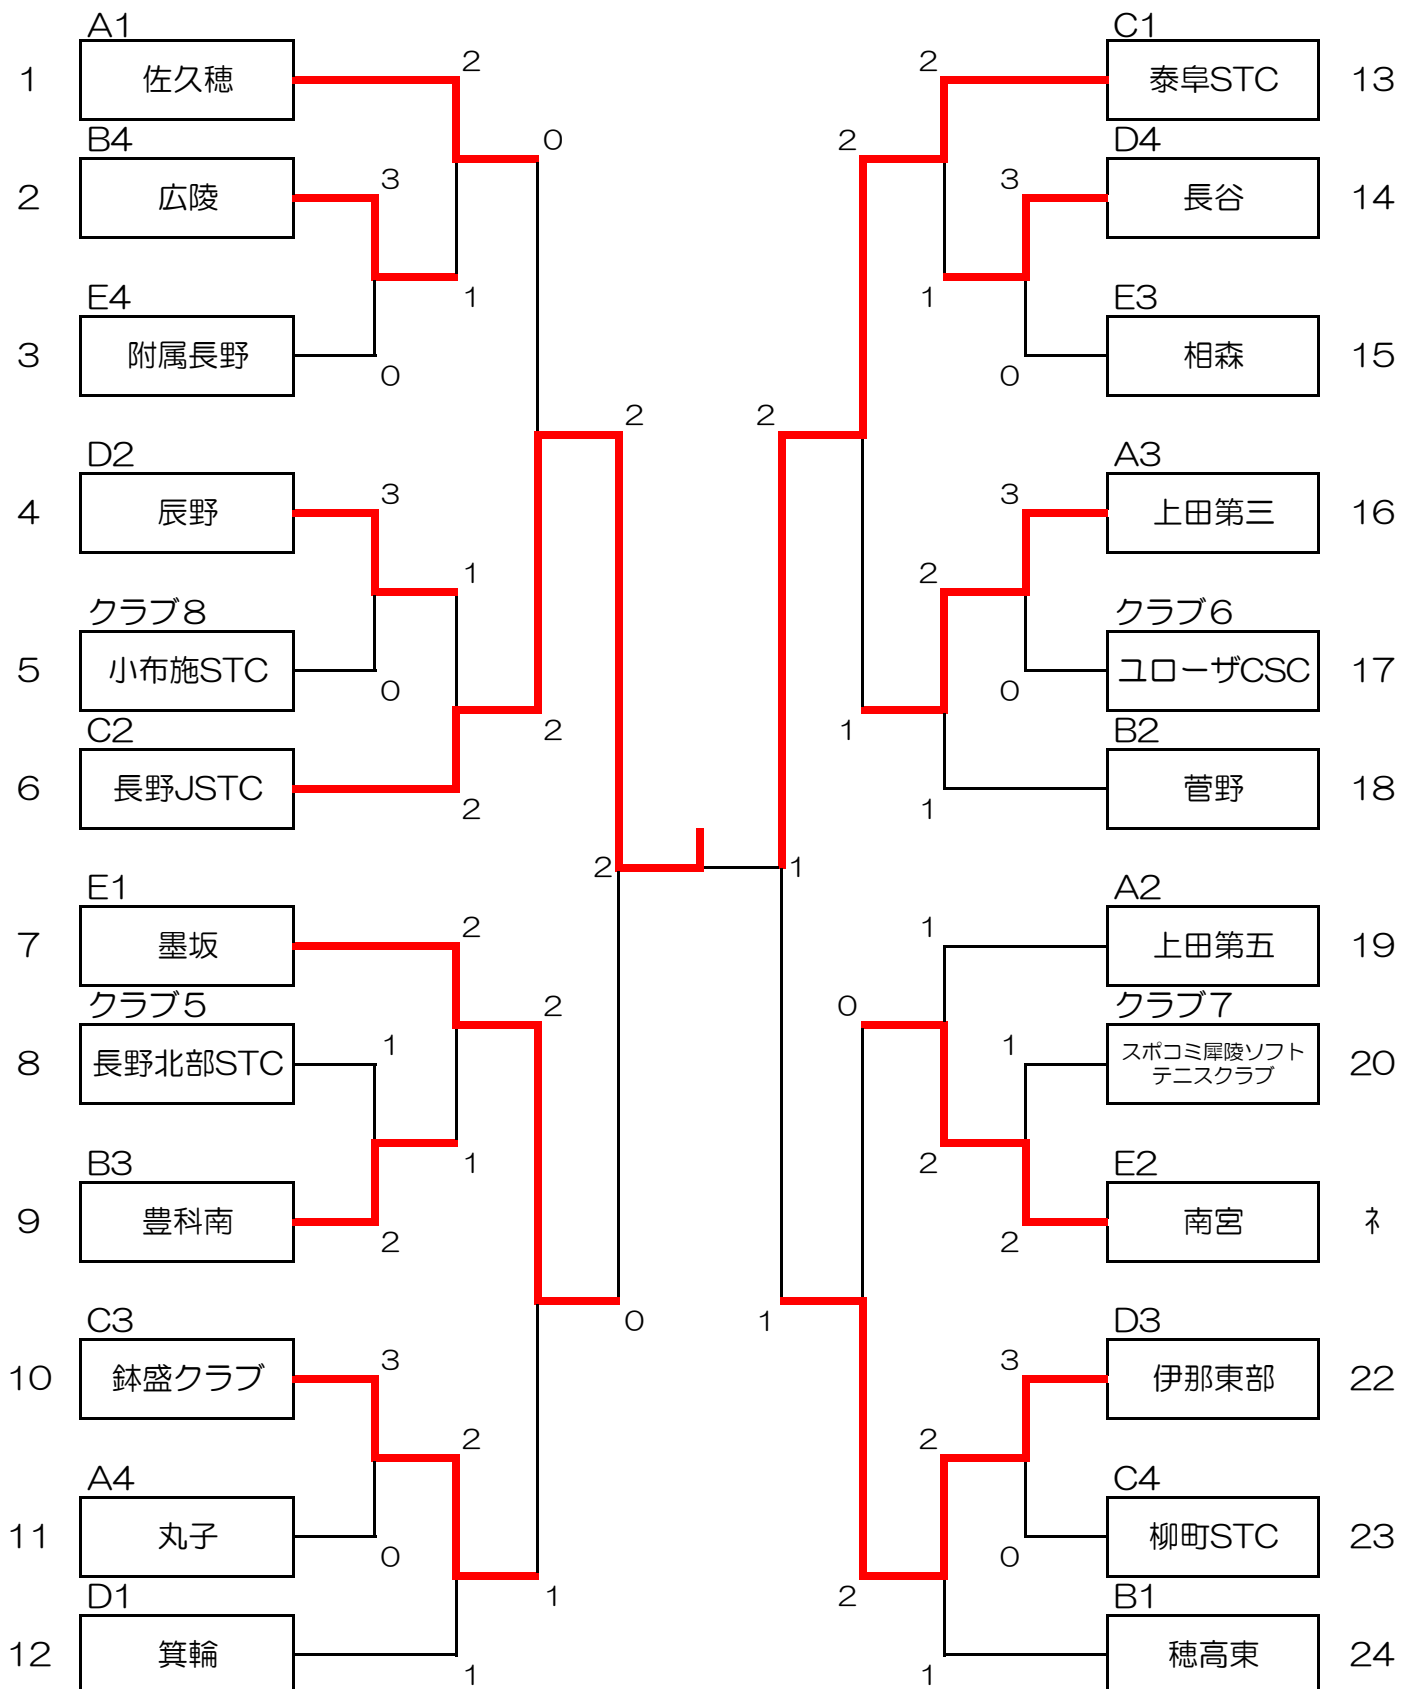 A1
1 佐久穂
B4
2 広陵
E4
3 附属長野
D2
4 辰野
クラブ8
5 小布施STC
C2
6 長野JSTC
E1
7 墨坂
クラブ5
8 長野北部STC
B3
9 豊科南
C3
10 鉢盛クラブ
A4
11 丸子
D1
12 箕輪
2
3
1
0
0
3
1
0
2
2
2
2
1
1
2
2
3
2
0
1
1
0
2
2
2
2
3
1
0
3
2
0
1
1
1
1
0
1
2
2
1
3
2
0
2
1
C1
泰阜STC 13
D4
長谷 14
E3
相森 15
A3
上田第三 16
クラブ6
ユローザCSC 17
B2
菅野 18
A2
上田第五 19
クラブ7
スポコミ犀陵ソフト
テニスクラブ 20
E2
南宮 ネ
D3
伊那東部 22
C4
柳町STC 23
B1
穂高東 24